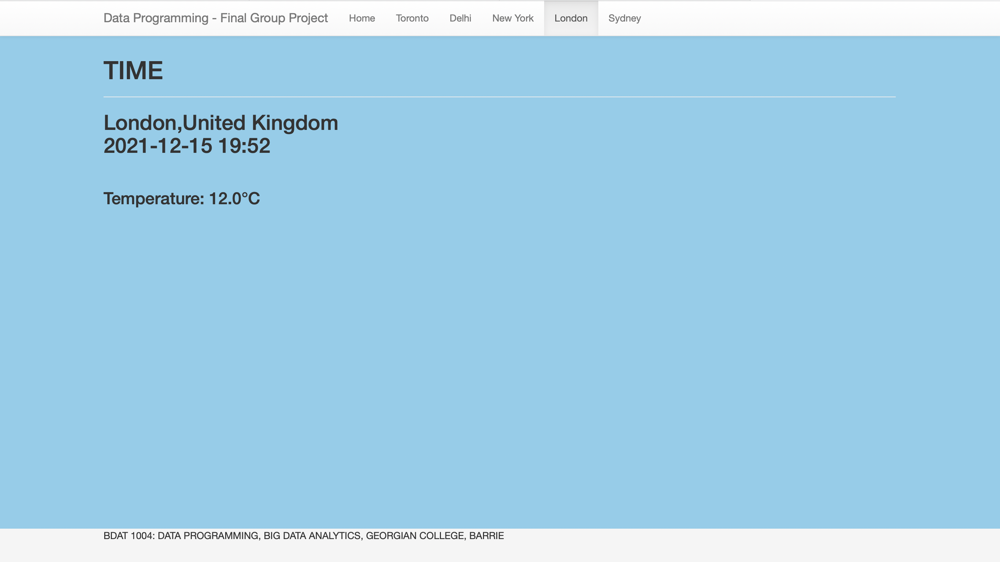 Data Programming - Final Group Project Home Toronto Delhi New York London Sydney
TIME
London,United Kingdom
2021-12-15 19:52
Temperature: 12.0°C
BDAT 1004: DATA PROGRAMMING, BIG DATA ANALYTICS, GEORGIAN COLLEGE, BARRIE